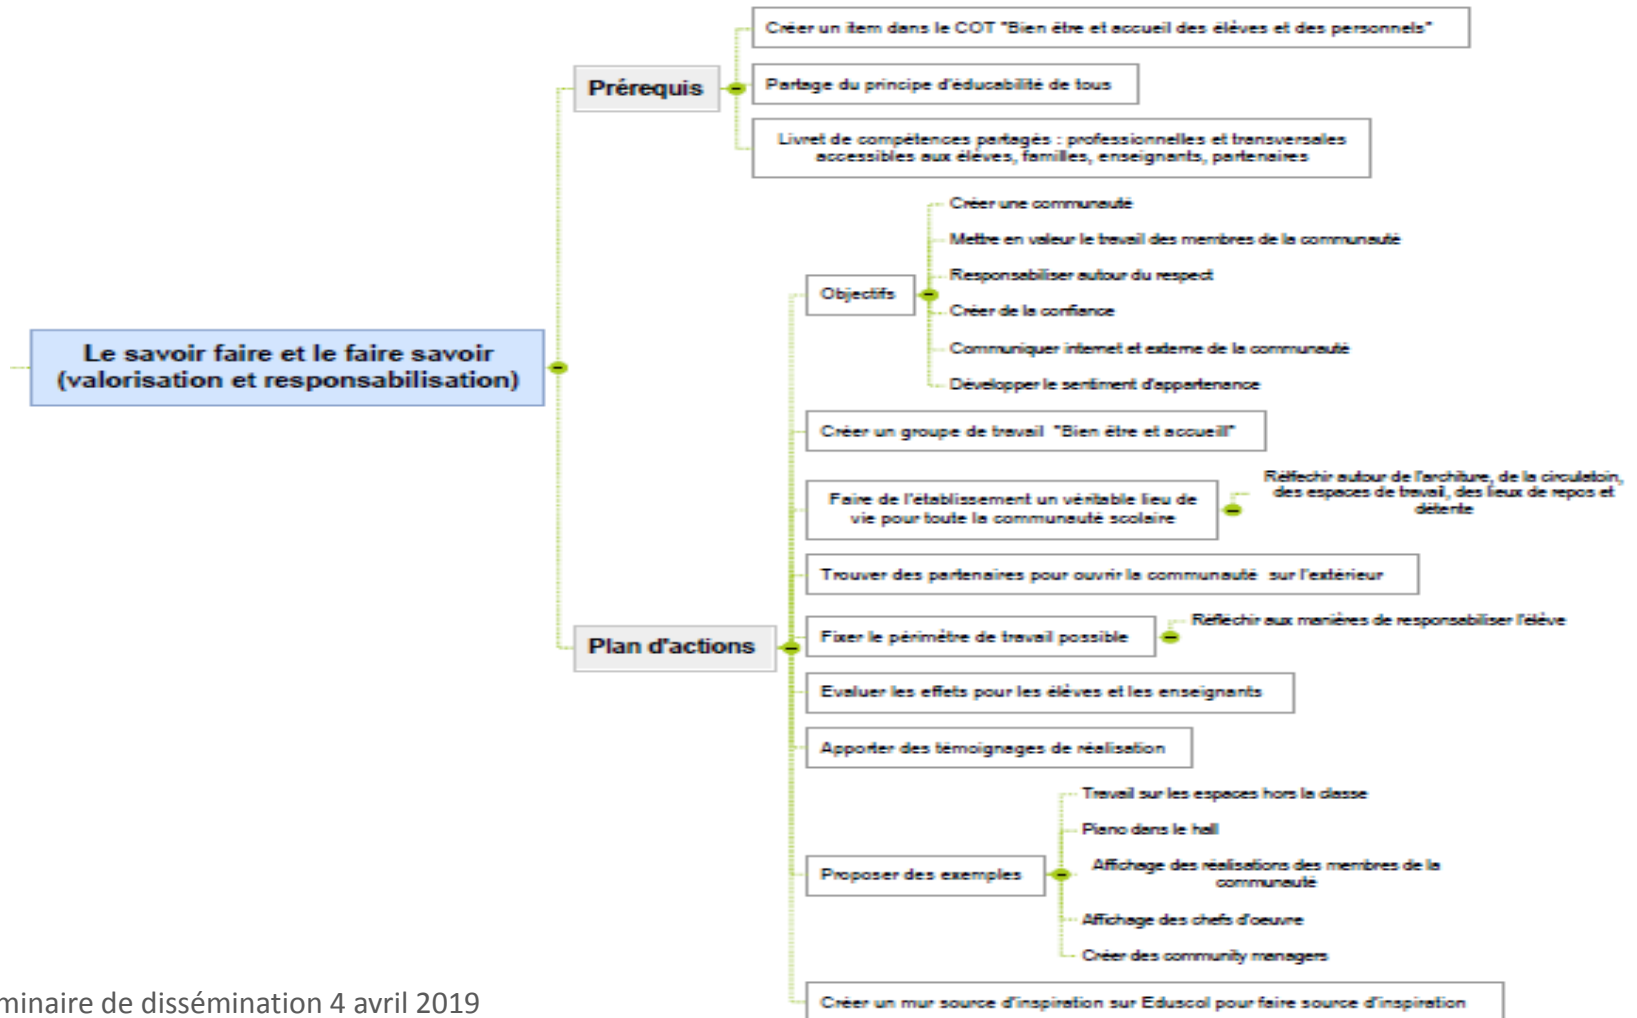 Créer un item dans le COT "Bien être et accueil des élèves et des personnels"
Prérequis
Partage du principe d'éducabilité de tous
Livret de compétences partagés : professionnelles et transversales
accessibles aux élèves, familles, enseignants, partenaires
Le savoir faire et le faire savoir
(valorisation et responsabilisation)
Plan d'actions
Objectifs
Créer une communauté
Mettre en valeur le travail des membres de la communauté
Responsabiliser autour du respect
Créer de la confiance
Communiquer internet et externe de la communauté
Développer le sentiment d'appartenance
Créer un groupe de travail "Bien être et accueill"
Faire de l'établissement un véritable lieu de
vie pour toute la communauté scolaire
Réffechir autour de l'architure, de la circulatoin,
des espaces de travail, des lieux de repos et
détente
Trouver des partenaires pour ouvrir la communauté sur l'extérieur
Fixer le périmètre de travail possible
Réfléchir aux manières de responsabiliser l'élève
Evaluer les effets pour les élèves et les enseignants
Apporter des témoignages de réalisation
Proposer des exemples
Travail sur les espaces hors la classe
Piano dans le hall
Affichage des réalisations des membres de la
communauté
Affichage des chefs d'oeuvre
Créer des community managers
Créer un mur source d'inspiration sur Eduscol pour faire source d'inspiration
minaire de dissémination 4 avril 2019